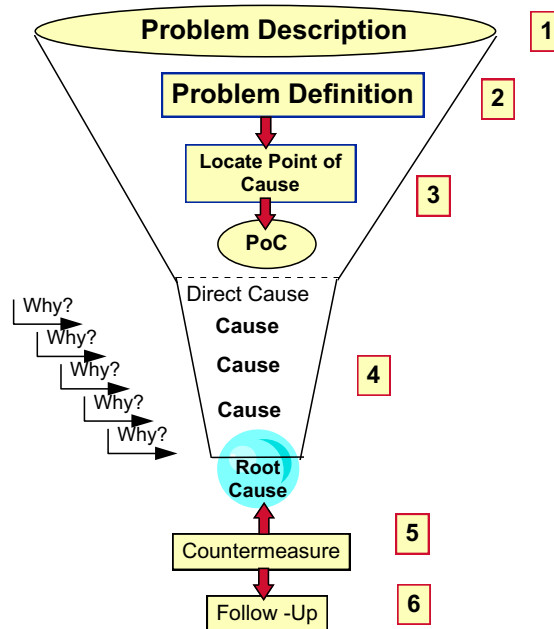 Problem Description
1
Problem Definition
2
Locate Point of
Cause
3
PoC
Direct Cause
Why?
Cause
Why?
Cause
Why?
4
Why?
Cause
Why?
Root
Cause
5
Countermeasure
6
Follow -Up